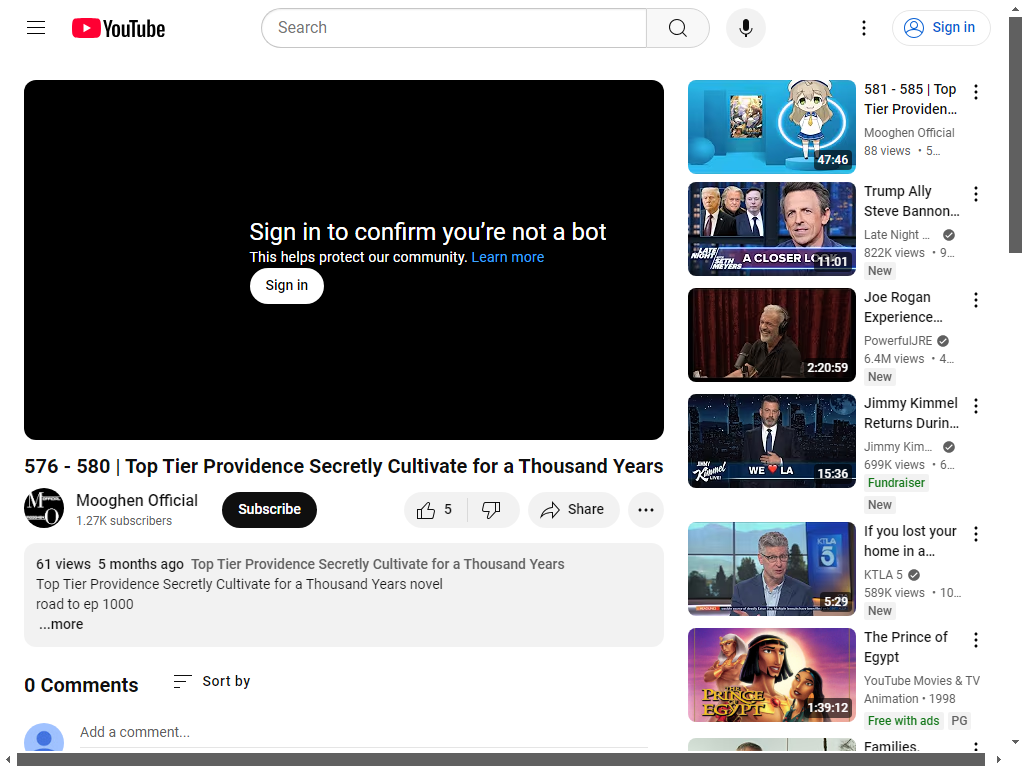 YouTube
Search
Sign in
Sign in to confirm you're not a bot
This helps protect our community. Learn more
Sign in
576 - 580 | Top Tier Providence Secretly Cultivate for a Thousand Years
Mooghen Official
1.27K subscribers
Subscribe
5
Share
61 views 5 months ago Top Tier Providence Secretly Cultivate for a Thousand Years
Top Tier Providence Secretly Cultivate for a Thousand Years novel
road to ep 1000
...more
0 Comments
Sort by
Add a comment...
47:46
581 - 585 | Top
Tier Providen...
Mooghen Official
88 views • 5...
LATE NIGHT WITH SETH MEYERS
A CLOSER LOOK
11:01
Trump Ally
Steve Bannon...
Late Night ...
822K views • 9...
New
2:20:59
Joe Rogan
Experience...
PowerfulJRE
6.4M views • 4...
New
JIMMY KIMMEL LIVE!
WE ❤ LA
15:36
Jimmy Kimmel
Returns Durin...
Jimmy Kim...
699K views • 6...
Fundraiser
New
KTLA 5
5:29
If you lost your
home in a...
KTLA 5
589K views • 10...
New
THE PRINCE OF EGYPT
1:39:12
The Prince of
Egypt
YouTube Movies & TV
Animation • 1998
Free with ads PG
Families,